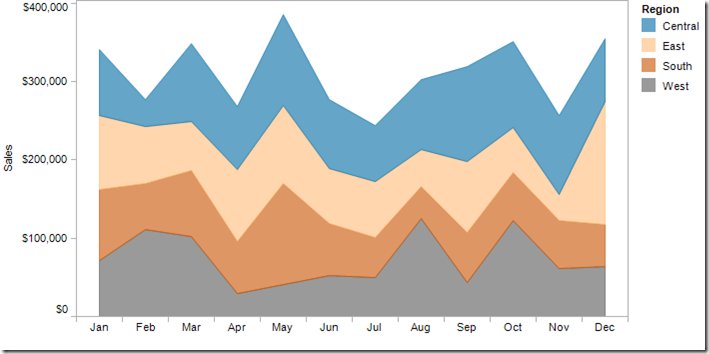 Region
Central
East
South
West
$400,000
$300,000
$200,000
$100,000
$0
Sales
Jan Feb Mar Apr May Jun Jul Aug Sep Oct Nov Dec